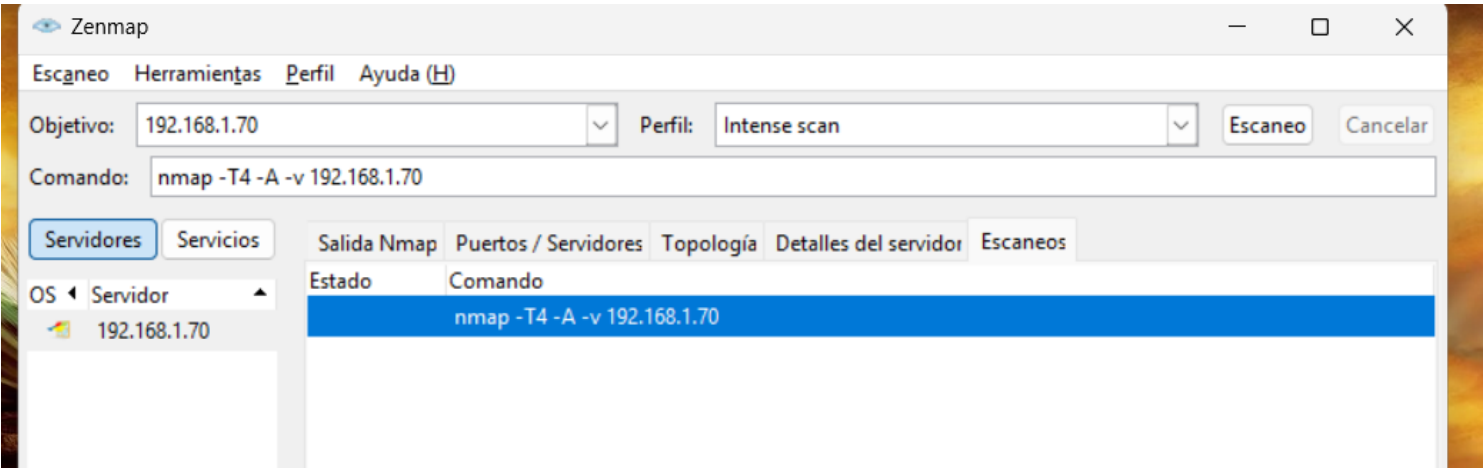 Zenmap
Escaneo Herramientas Perfil Ayuda (H)
Objetivo: 192.168.1.70 Perfil: Intense scan Escaneo Cancelar
Comando: nmap -T4 -A -v 192.168.1.70
Servidores Servicios Salida Nmap Puertos / Servidores Topología Detalles del servidor Escaneos
OS Servidor Estado Comando
192.168.1.70 nmap -T4 -A -v 192.168.1.70